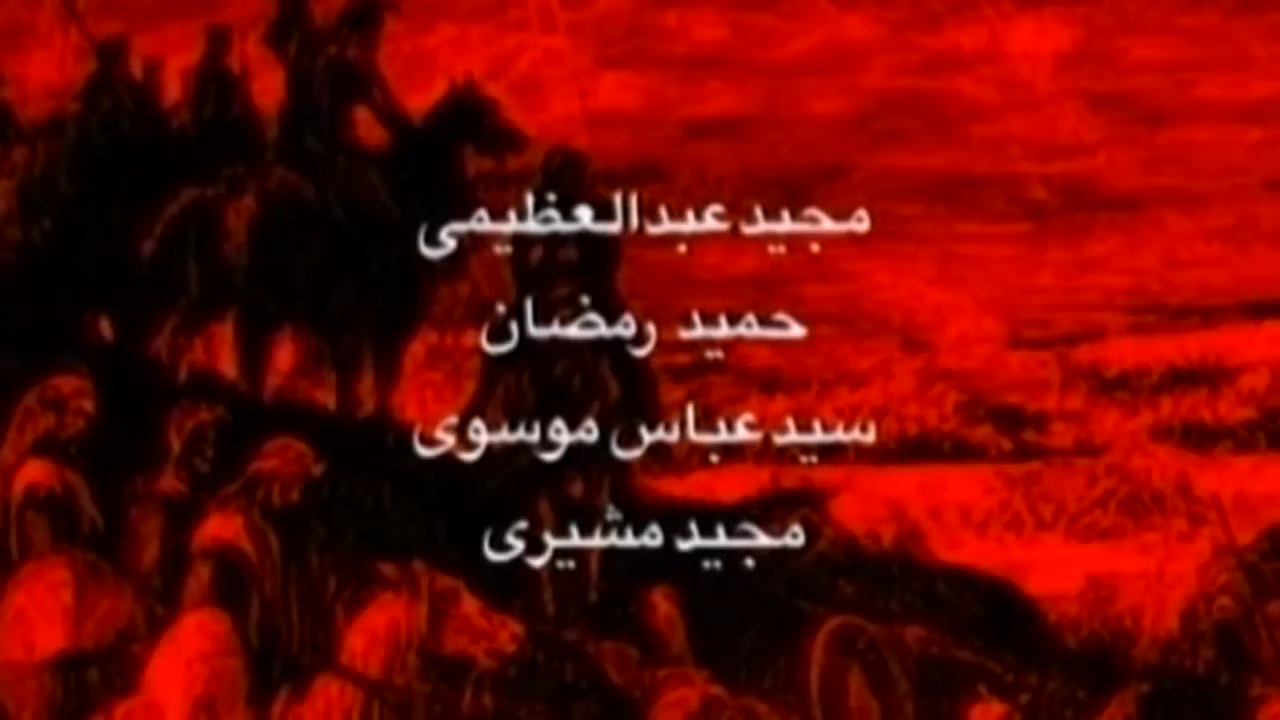 مجید عبدالعظیمی
حمید رمضان
سید عباس موسوی
مجید مشیری